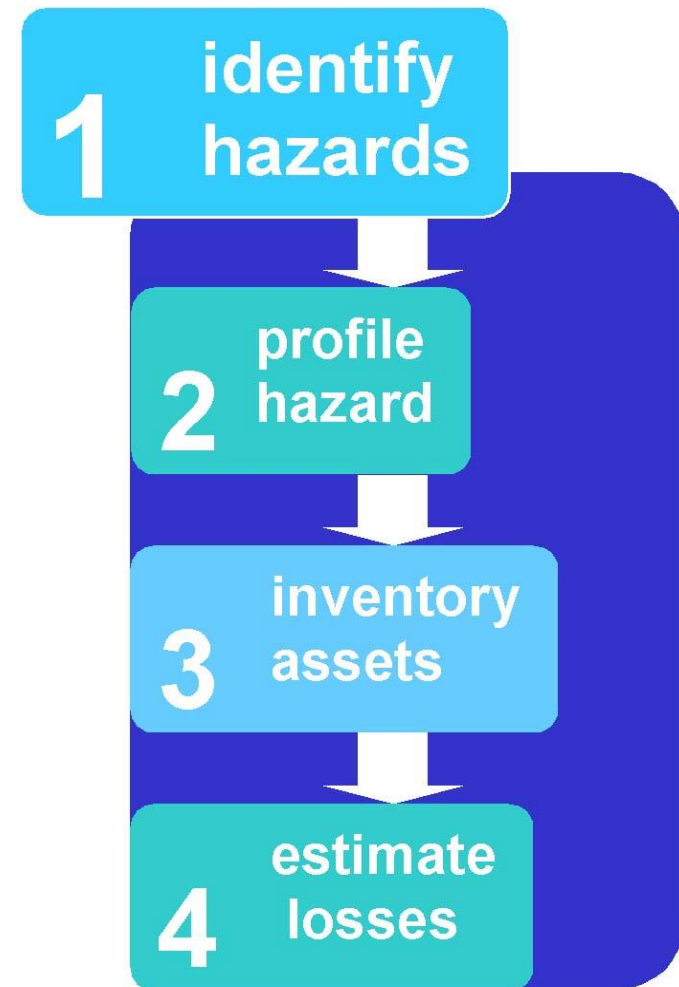 1
identify
hazards
2
profile
hazard
3
inventory
assets
4
estimate
losses